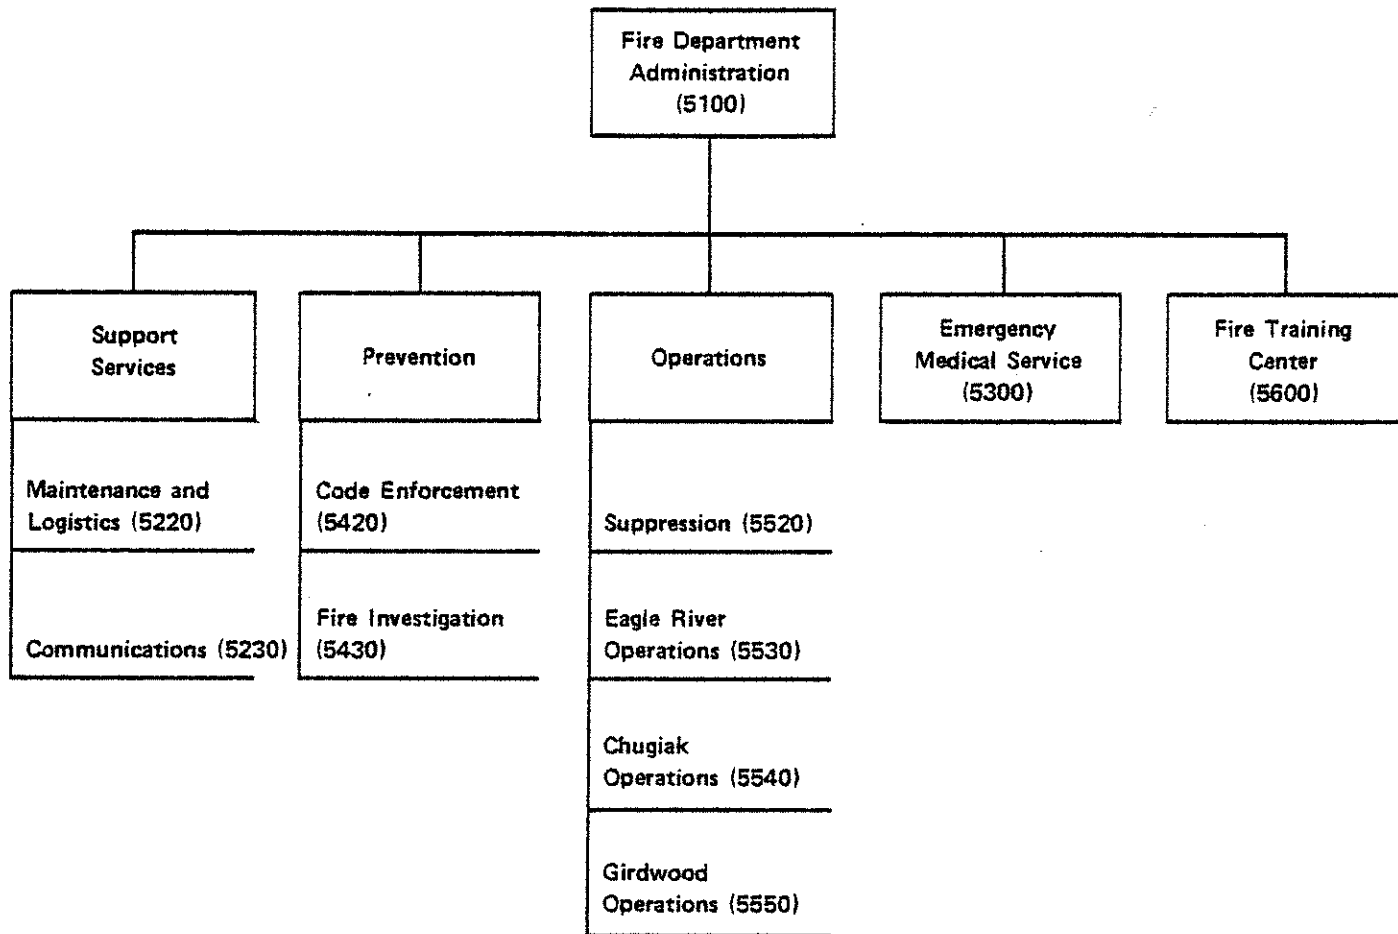 Fire Department
Administration
(5100)
Support
Services
Prevention
Operations
Emergency
Medical Service
(5300)
Fire Training
Center
(5600)
Maintenance and
Logistics (5220)
Communications (5230)
Code Enforcement
(5420)
Fire Investigation
(5430)
Suppression (5520)
Eagle River
Operations (5530)
Chugiak
Operations (5540)
Girdwood
Operations (5550)